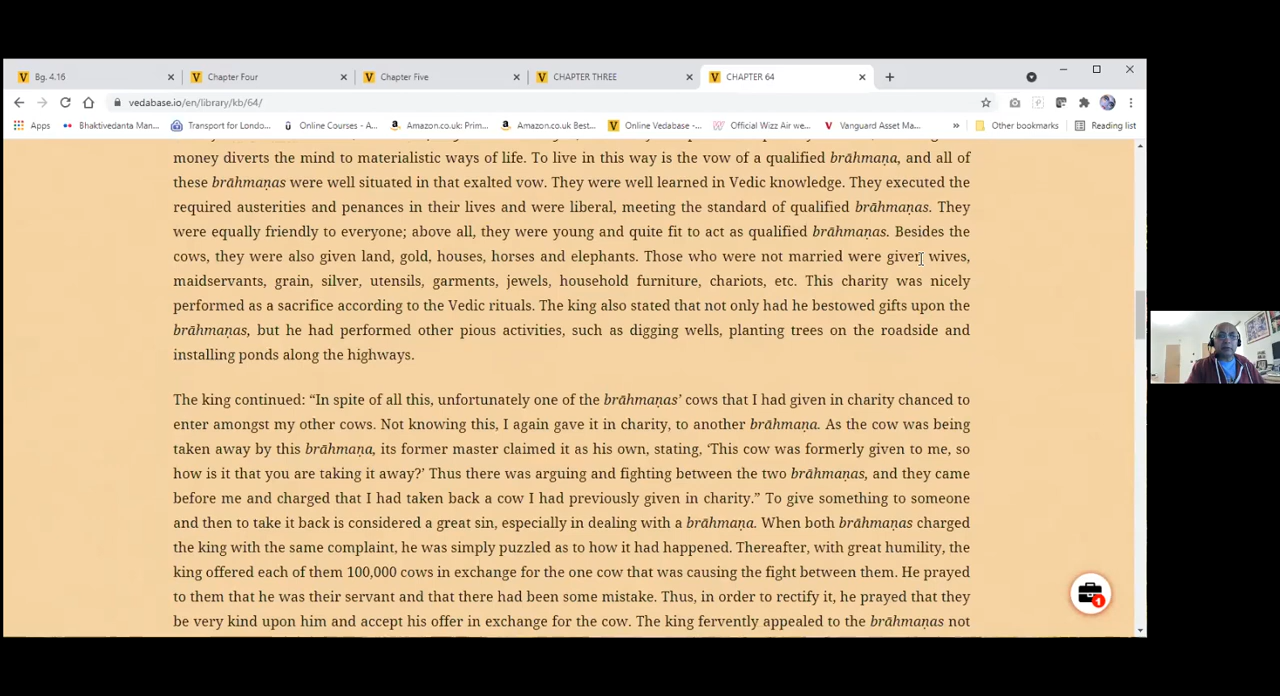 Bg. 4.16
Chapter Four
Chapter Five
CHAPTER THREE
CHAPTER 64
vedabase.io/en/library/kb/64/
Apps
Bhaktivedanta Man...
Transport for Londo...
Online Courses - A...
Amazon.co.uk: Prim...
Amazon.co.uk Best...
Online Vedabase -...
Official Wizz Air we...
Vanguard Asset Ma...
Other bookmarks
Reading list
money diverts the mind to materialistic ways of life. To live in this way is the vow of a qualified brāhmaṇa, and all of
these brāhmaṇas were well situated in that exalted vow. They were well learned in Vedic knowledge. They executed the
required austerities and penances in their lives and were liberal, meeting the standard of qualified brāhmaṇas. They
were equally friendly to everyone; above all, they were young and quite fit to act as qualified brāhmaṇas. Besides the
cows, they were also given land, gold, houses, horses and elephants. Those who were not married were given wives,
maidservants, grain, silver, utensils, garments, jewels, household furniture, chariots, etc. This charity was nicely
performed as a sacrifice according to the Vedic rituals. The king also stated that not only had he bestowed gifts upon the
brāhmaṇas, but he had performed other pious activities, such as digging wells, planting trees on the roadside and
installing ponds along the highways.
The king continued: “In spite of all this, unfortunately one of the brāhmaṇas’ cows that I had given in charity chanced to
enter amongst my other cows. Not knowing this, I again gave it in charity, to another brāhmaṇa. As the cow was being
taken away by this brāhmaṇa, its former master claimed it as his own, stating, ‘This cow was formerly given to me, so
how is it that you are taking it away?’ Thus there was arguing and fighting between the two brāhmaṇas, and they came
before me and charged that I had taken back a cow I had previously given in charity.” To give something to someone
and then to take it back is considered a great sin, especially in dealing with a brāhmaṇa. When both brāhmaṇas charged
the king with the same complaint, he was simply puzzled as to how it had happened. Thereafter, with great humility, the
king offered each of them 100,000 cows in exchange for the one cow that was causing the fight between them. He prayed
to them that he was their servant and that there had been some mistake. Thus, in order to rectify it, he prayed that they
be very kind upon him and accept his offer in exchange for the cow. The king fervently appealed to the brāhmaṇas not
1